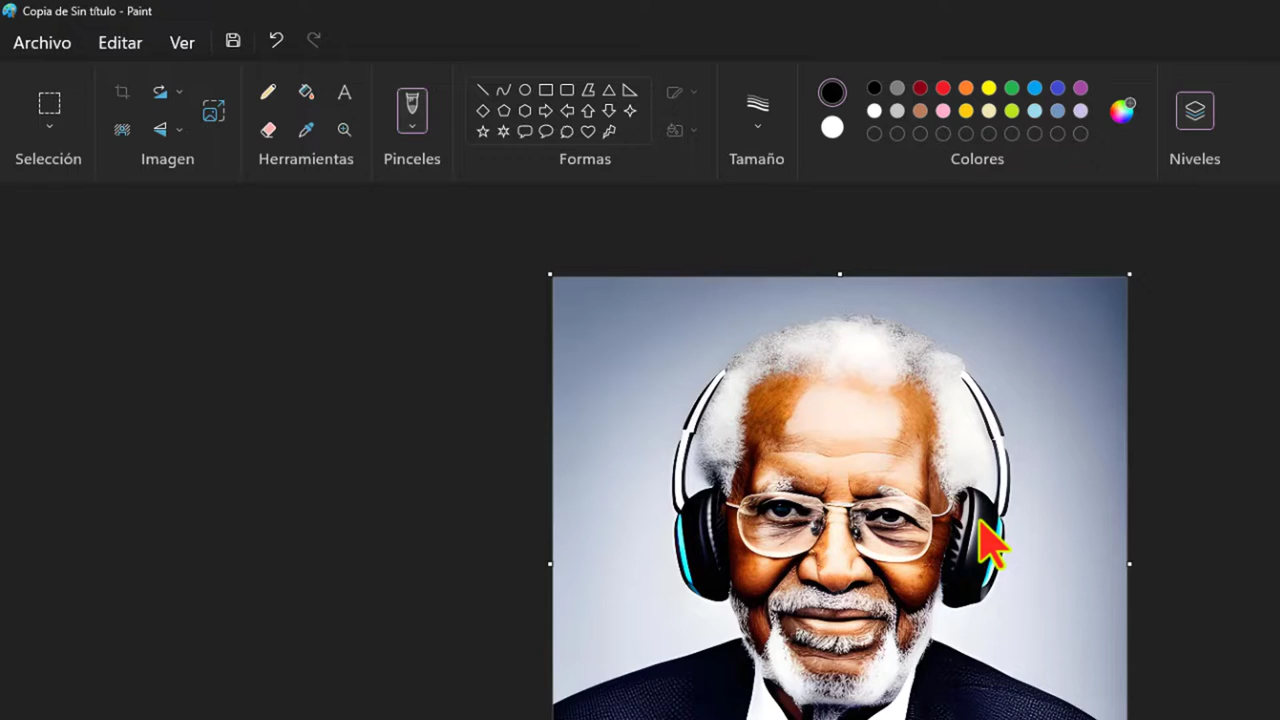 Copia de Sin título - Paint
Archivo Editar Ver
Selección Imagen Herramientas Pinceles Formas Tamaño Colores Niveles